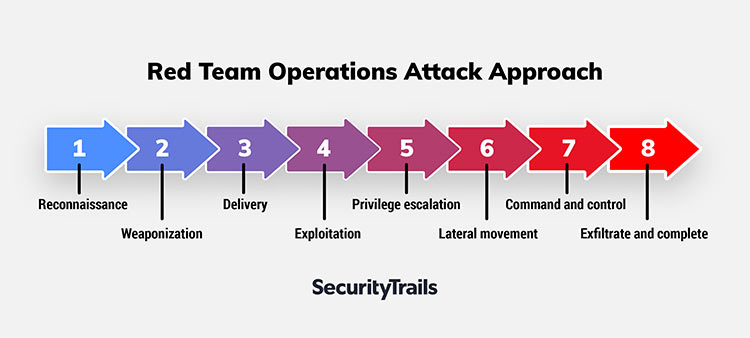 Red Team Operations Attack Approach
1 2 3 4 5 6 7 8
Reconnaissance Delivery Privilege escalation Command and control
Weaponization Exploitation Lateral movement Exfiltrate and complete
SecurityTrails